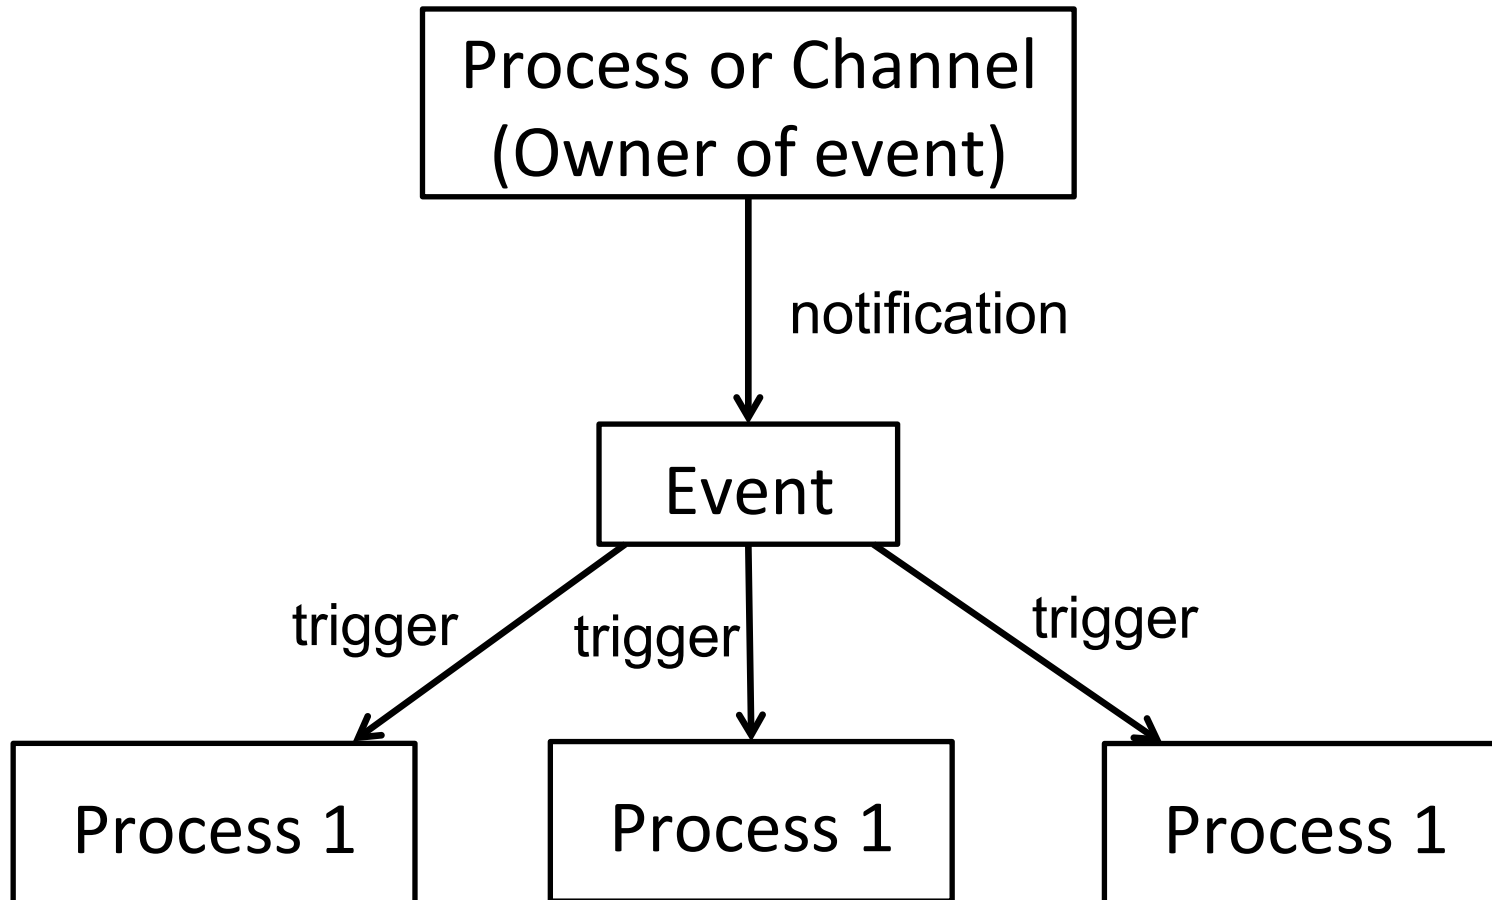 Process or Channel
(Owner of event)
notification
Event
trigger
trigger
trigger
Process 1
Process 1
Process 1